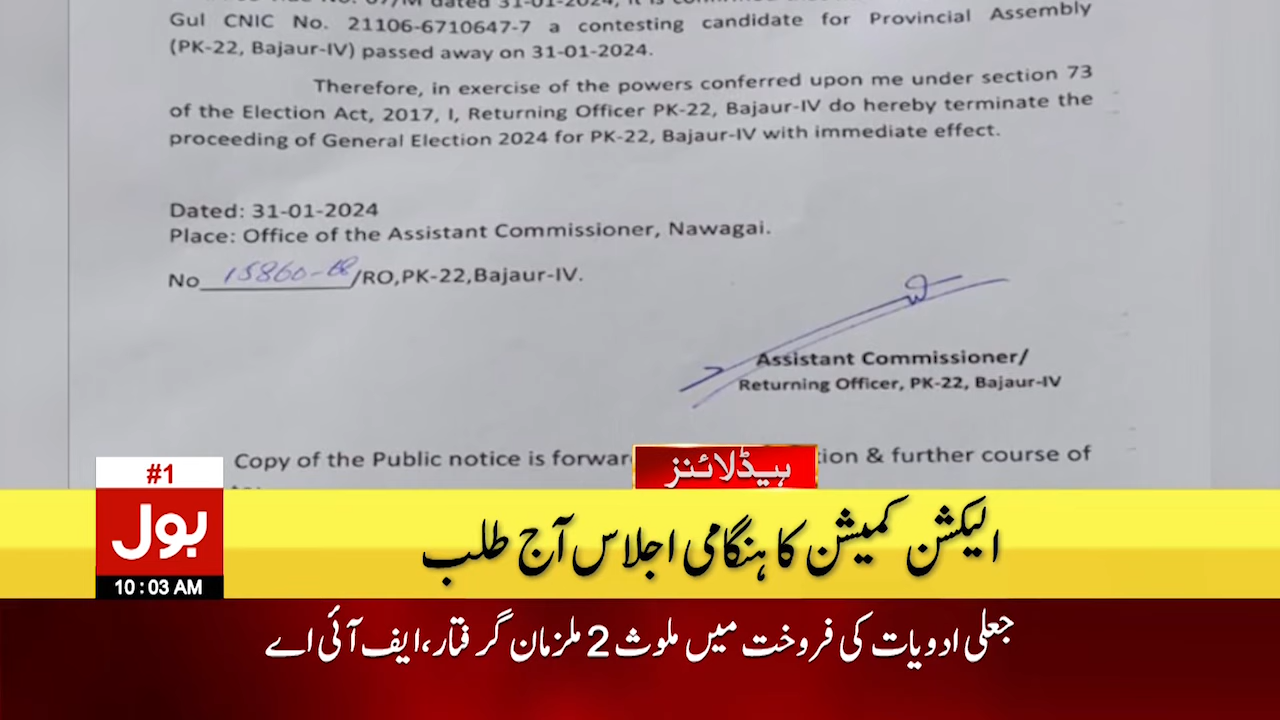 Gul CNIC No. 21106-6710647-7 a contesting candidate for Provincial Assembly
(PK-22, Bajaur-IV) passed away on 31-01-2024.
Therefore, in exercise of the powers conferred upon me under section 73
of the Election Act, 2017, I, Returning Officer PK-22, Bajaur-IV do hereby terminate the
proceeding of General Election 2024 for PK-22, Bajaur-IV with immediate effect.
Dated: 31-01-2024
Place: Office of the Assistant Commissioner, Nawagai.
No 15860- /RO,PK-22,Bajaur-IV.
Assistant Commissioner/
Returning Officer, PK-22, Bajaur-IV
Copy of the Public notice is & further course of
ہیڈلائنز
#1
بول
10:03 AM
الیکشن کمیشن کا ہنگامی اجلاس آج طلب
جعلی ادویات کی فروخت میں ملوث 2 ملزمان گرفتار، ایف آئی اے